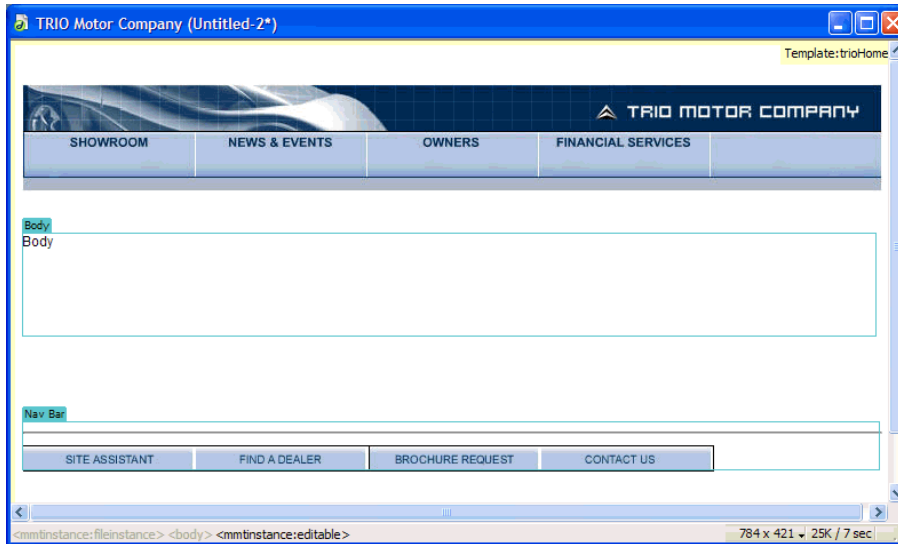 TRIO Motor Company (Untitled-2*)
Template:trioHome
TRIO MOTOR COMPANY
SHOWROOM NEWS & EVENTS OWNERS FINANCIAL SERVICES
Body
Body
Nav Bar
SITE ASSISTANT FIND A DEALER BROCHURE REQUEST CONTACT US
<mmtinstance:fileinstance> <body> <mmtinstance:editable> 784 x 421 25K / 7 sec